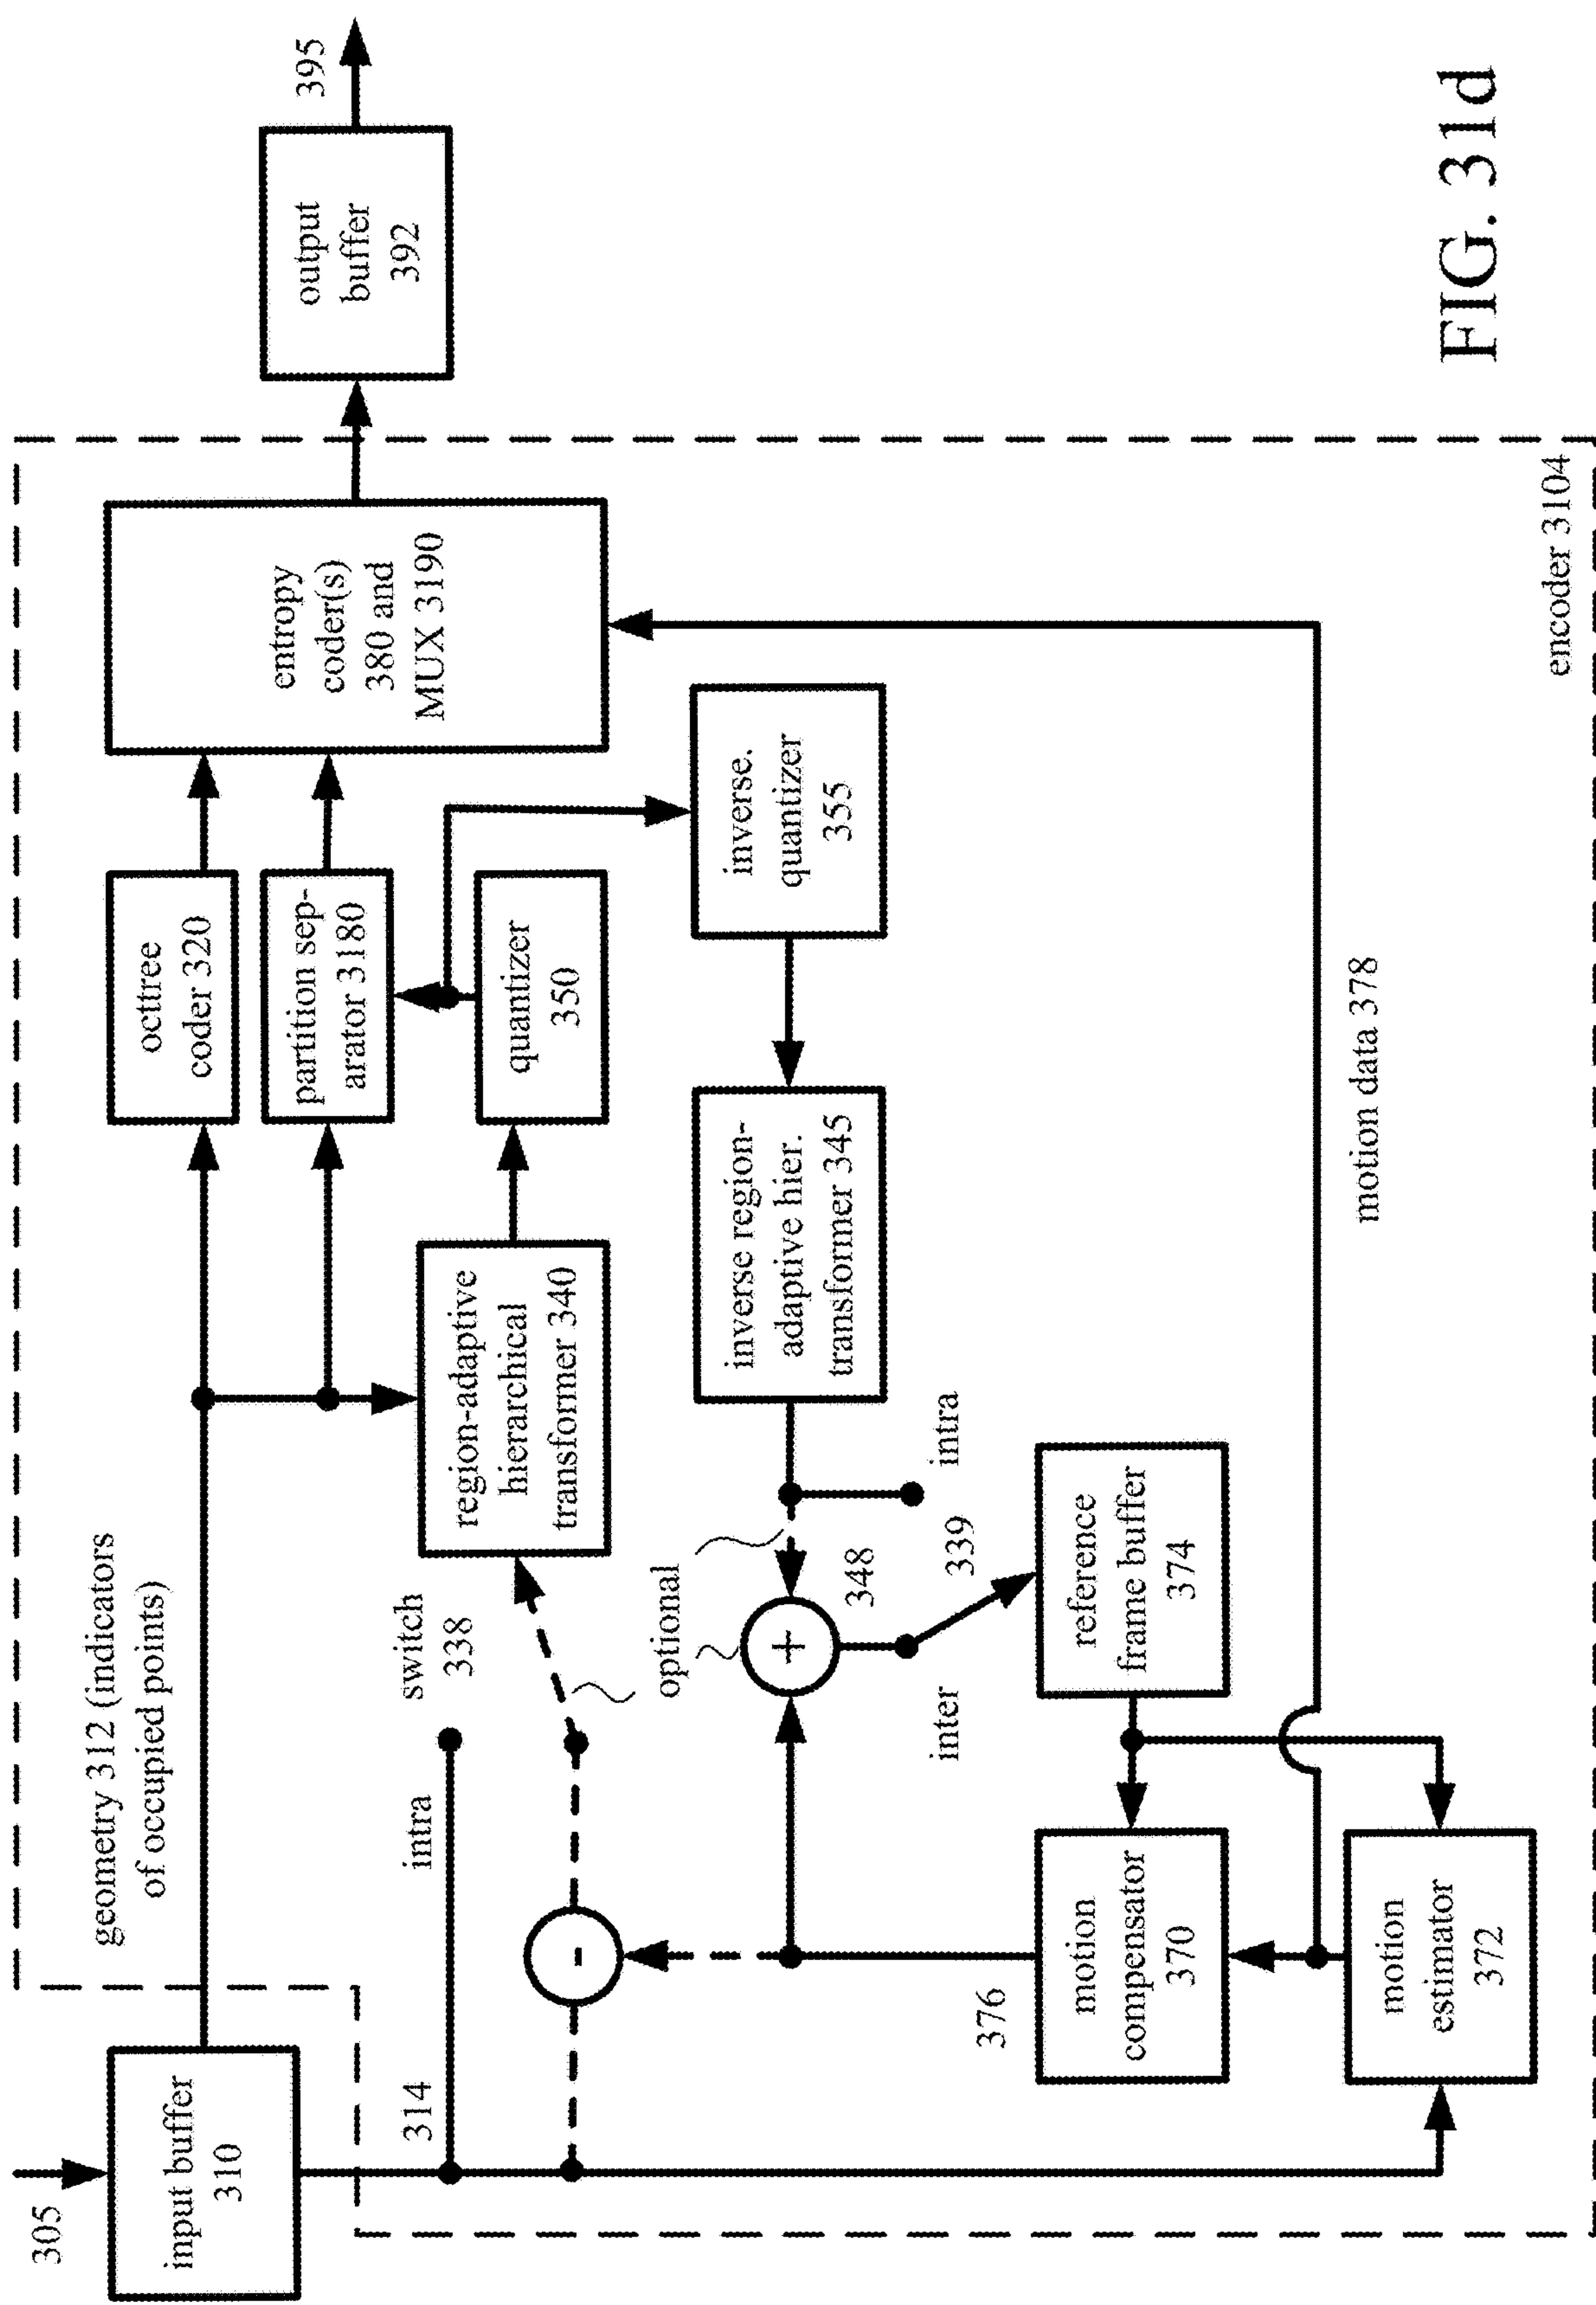 305
input buffer
310
geometry 312 (indicators
of occupied points)
octtree
coder 320
partition sep-
arator 3180
quantizer
350
entropy
coder(s)
380 and
MUX 3190
output
buffer
392
395
314
intra
switch
338
region-adaptive
hierarchical
transformer 340
optional
-
+
348
inverse region-
adaptive hier.
transformer 345
inverse.
quantizer
355
intra
339
inter
376
motion
compensator
370
reference
frame buffer
374
motion
estimator
372
motion data 378
encoder 3104
FIG. 31d